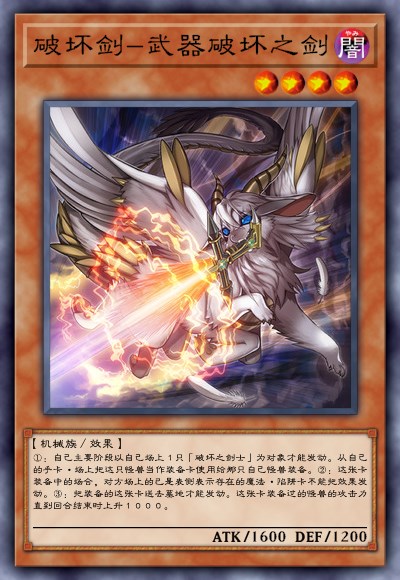 破坏剑-武器破坏之剑
やみ
闇
【机械族／效果】
①：自己主要阶段以自己场上1只「破坏之剑士」为对象才能发动。从自己
的手卡·场上把这只怪兽当作装备卡使用给那只自己怪兽装备。②：这张卡
装备中的场合，对方场上的已是表侧表示存在的魔法·陷阱卡不能把效果发
动。③：把装备的这张卡送去墓地才能发动。这张卡装备过的怪兽的攻击力
直到回合结束时上升１０００。
ATK/1600 DEF/1200